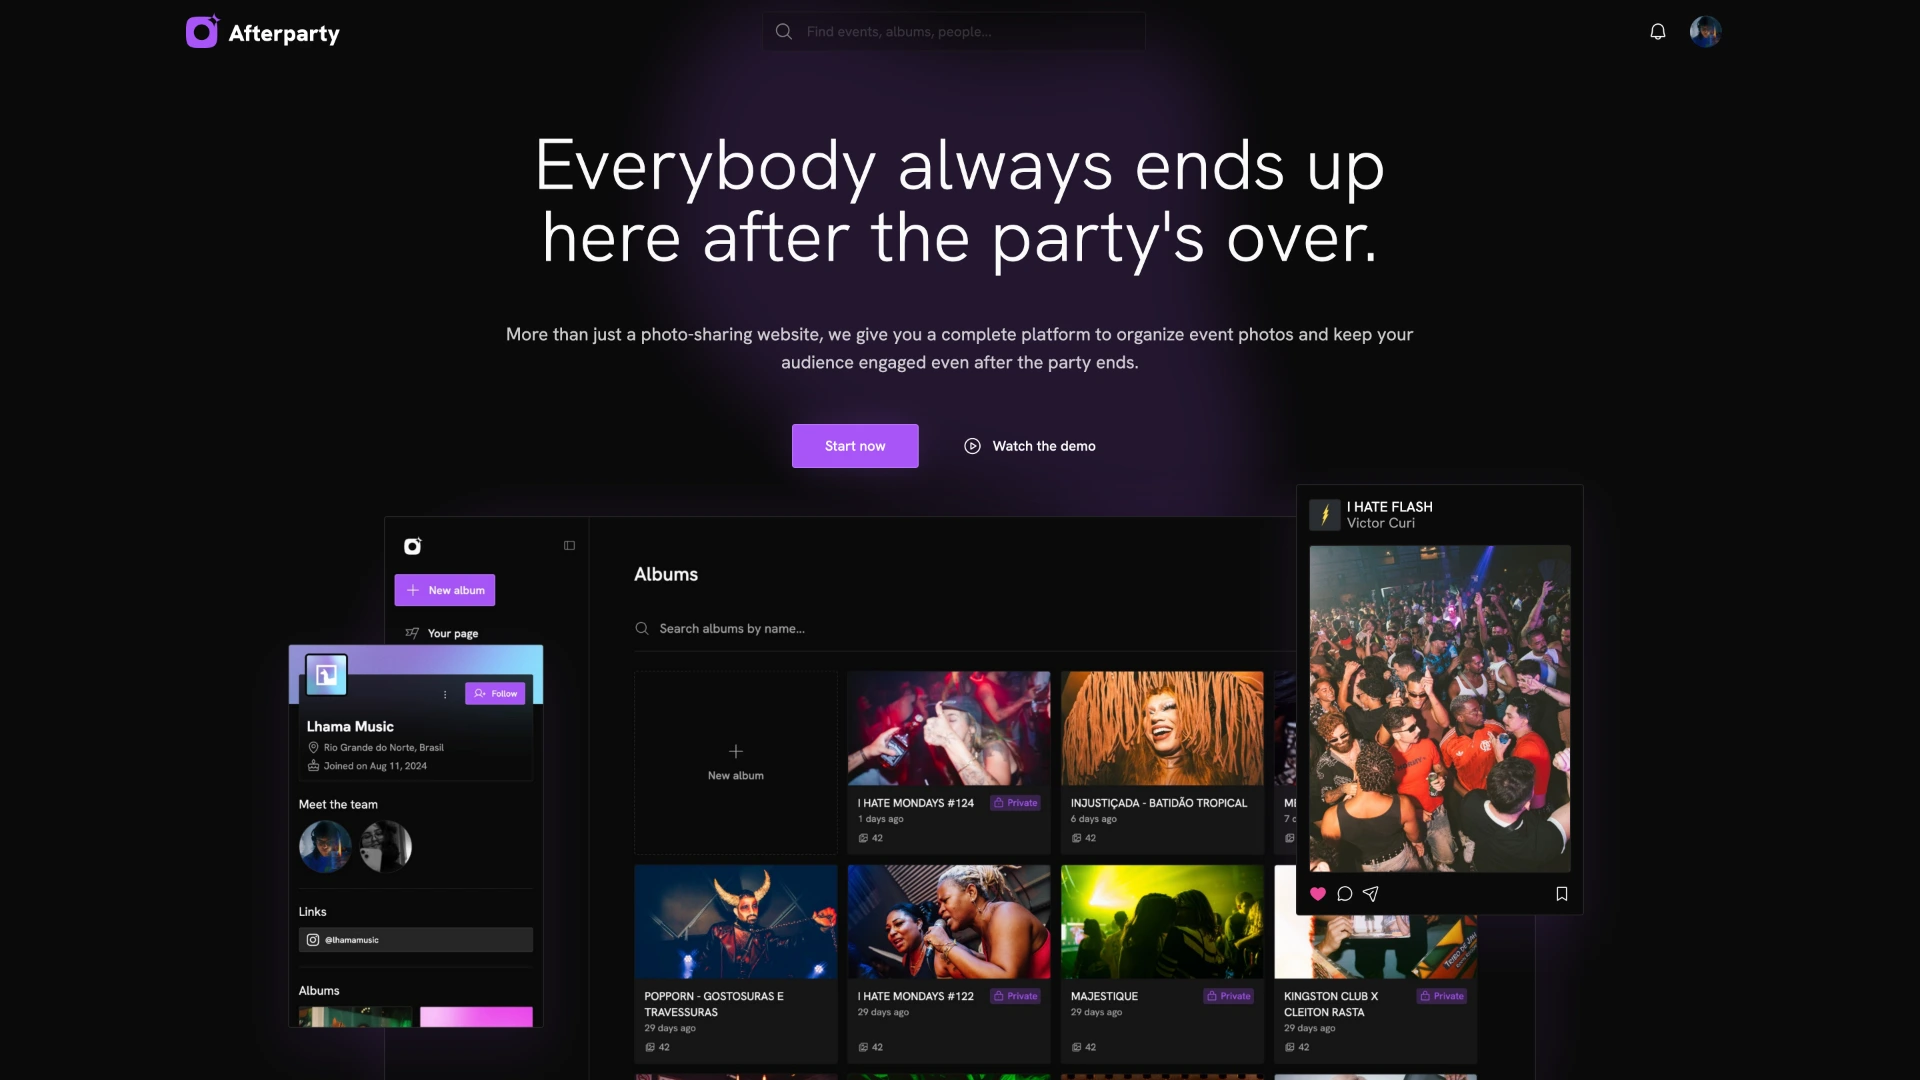 Afterparty
Find events, albums, people...
Everybody always ends up
here after the party's over.
More than just a photo-sharing website, we give you a complete platform to organize event photos and keep your
audience engaged even after the party ends.
Start now
Watch the demo
I HATE FLASH
Victor Curi
New album
Your page
Albums
Search albums by name...
Follow
Lhama Music
Rio Grande do Norte, Brasil
Joined on Aug 11, 2024
Meet the team
Links
@lhamamusic
Albums
New album
I HATE MONDAYS #124
Private
1 days ago
42
INJUSTIÇADA - BATIDÃO TROPICAL
6 days ago
42
POPPORN - GOSTOSURAS E
TRAVESSURAS
29 days ago
42
I HATE MONDAYS #122
Private
29 days ago
42
MAJESTIQUE
Private
29 days ago
42
KINGSTON CLUB X
CLEITON RASTA
Private
29 days ago
42